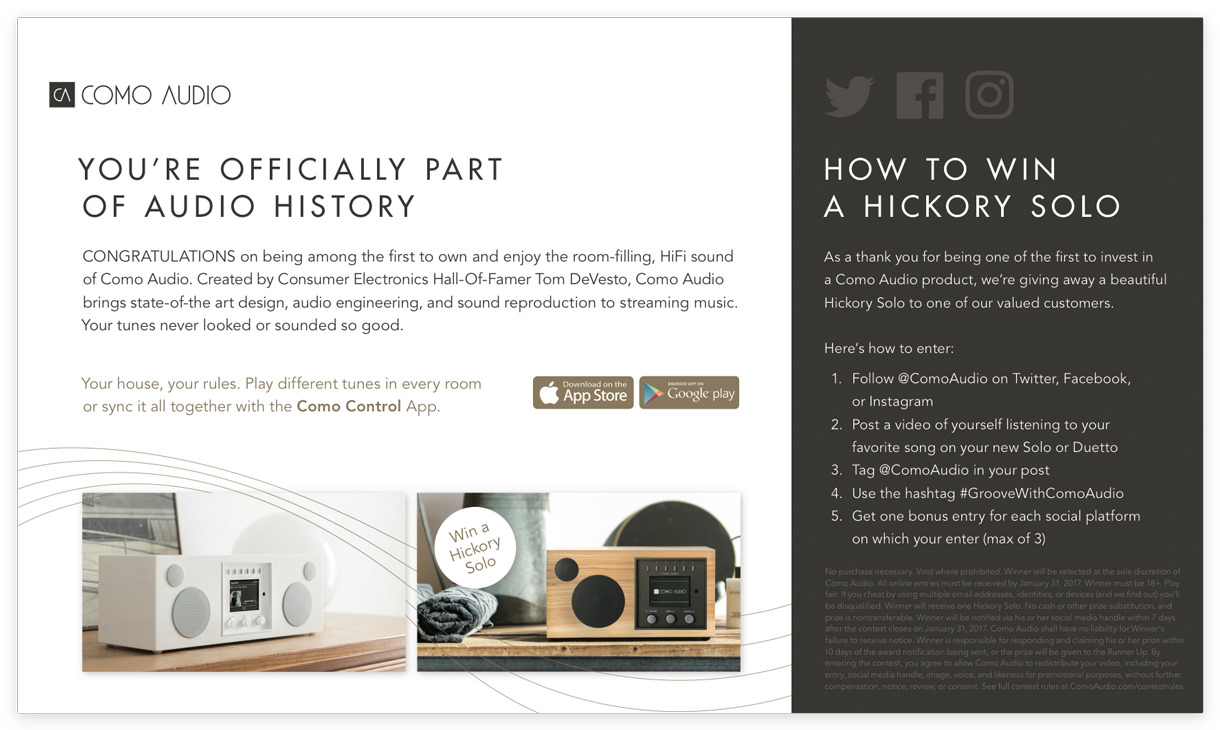 CA COMO AUDIO
YOU'RE OFFICIALLY PART
OF AUDIO HISTORY
CONGRATULATIONS on being among the first to own and enjoy the room-filling, HiFi sound
of Como Audio. Created by Consumer Electronics Hall-Of-Famer Tom DeVesto, Como Audio
brings state-of-the art design, audio engineering, and sound reproduction to streaming music.
Your tunes never looked or sounded so good.
Your house, your rules. Play different tunes in every room
or sync it all together with the Como Control App.
Download on the
App Store
ANDROID APP ON
Google play
Win a
Hickory
Solo
COMO AUDIO
HOW TO WIN
A HICKORY SOLO
As a thank you for being one of the first to invest in
a Como Audio product, we're giving away a beautiful
Hickory Solo to one of our valued customers.
Here's how to enter:
1. Follow @ComoAudio on Twitter, Facebook,
or Instagram
2. Post a video of yourself listening to your
favorite song on your new Solo or Duetto
3. Tag @ComoAudio in your post
4. Use the hashtag #GrooveWithComoAudio
5. Get one bonus entry for each social platform
on which your enter (max of 3)
No purchase necessary. Void where prohibited. Winner will be selected at the sole discretion of
Como Audio. All online entries must be received by January 31, 2017. Winner must be 18+. Play
fair: If you cheat by using multiple email addresses, identities, or devices (and we find out) you'll
be disqualified. Winner will receive one Hickory Solo. No cash or other prize substitution, and
prize is nontransferable. Winner will be notified via his or her social media handle within 7 days
after the contest closes on January 31, 2017. Como Audio shall have no liability for Winner's
failure to receive notice. Winner is responsible for responding and claiming his or her prize within
10 days of the award notification being sent, or the prize will be given to the Runner Up. By
entering the contest, you agree to allow Como Audio to redistribute your video, including your
entry, social media handle, image, voice, and likeness for promotional purposes, without further
compensation, notice, review, or consent. See full contest rules at ComoAudio.com/contestrules.